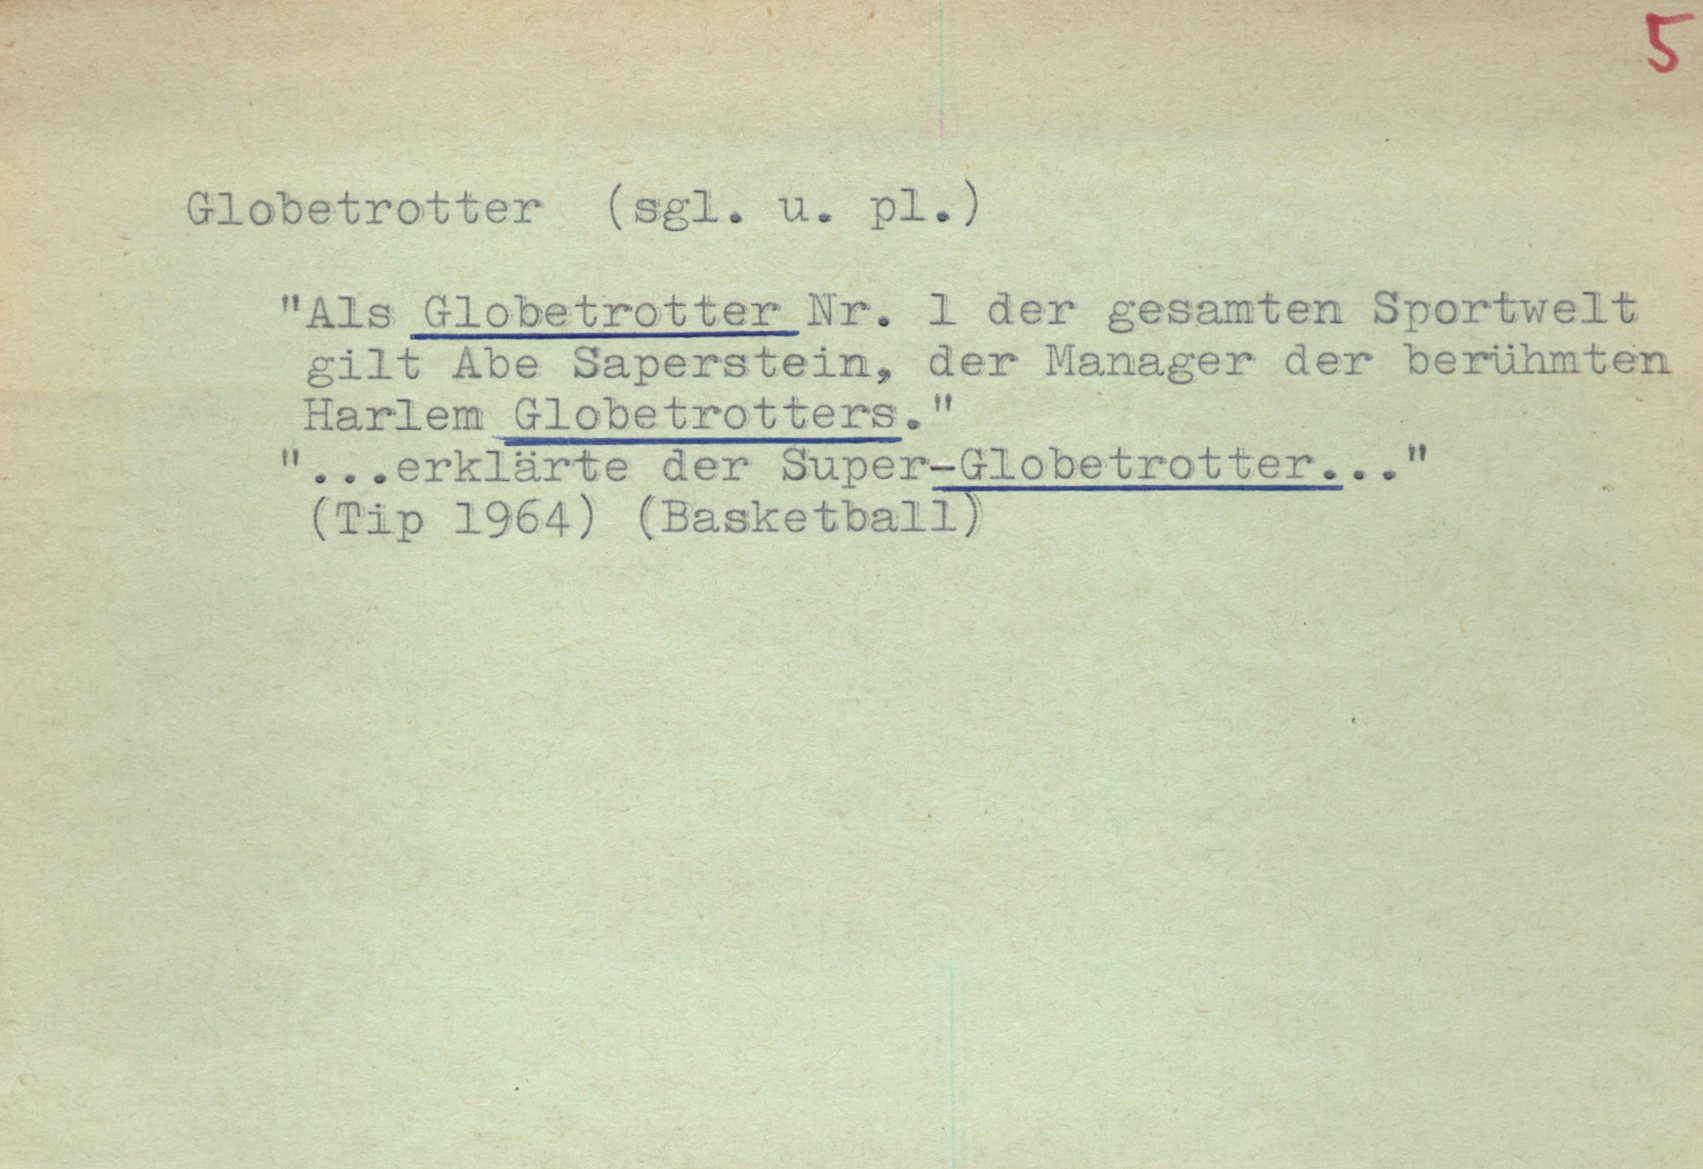 5
Globetrotter (sgl. u. pl.)
"Als Globetrotter Nr. 1 der gesamten Sportwelt
gilt Abe Saperstein, der Manager der berühmten
Harlem Globetrotters."
"...erklärte der Super-Globetrotter..."
(Tip 1964) (Basketball)